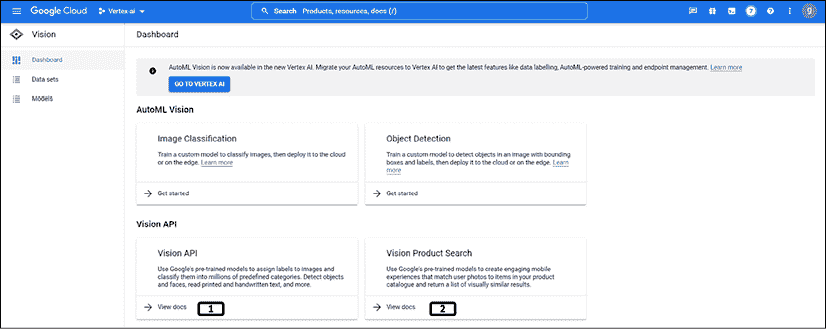 Google Cloud
Vertex-ai
Search Products, resources, docs (/)
7
g
Vision
Dashboard
Dashboard
Data sets
Models
AutoML Vision is now available in the new Vertex AI. Migrate your AutoML resources to Vertex AI to get the latest features like data labelling, AutoML-powered training and endpoint management. Learn more
GO TO VERTEX AI
AutoML Vision
Image Classification
Train a custom model to classify images, then deploy it to the cloud
or on the edge. Learn more
Get started
Object Detection
Train a custom model to detect objects in an image with bounding
boxes and labels, then deploy it to the cloud or on the edge. Learn
more
Get started
Vision API
Vision API
Use Google's pre-trained models to assign labels to images and
classify them into millions of predefined categories. Detect objects
and faces, read printed and handwritten text, and more.
View docs
1
Vision Product Search
Use Google's pre-trained models to create engaging mobile
experiences that match user photos to items in your product
catalogue and return a list of visually similar results.
View docs
2